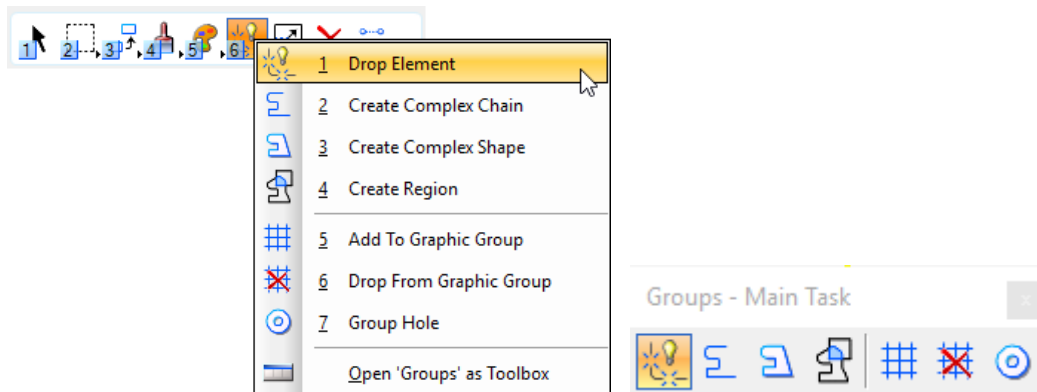 1 2 3 4 5 6
1 Drop Element
2 Create Complex Chain
3 Create Complex Shape
4 Create Region
5 Add To Graphic Group
6 Drop From Graphic Group
7 Group Hole
Open 'Groups' as Toolbox
Groups - Main Task x